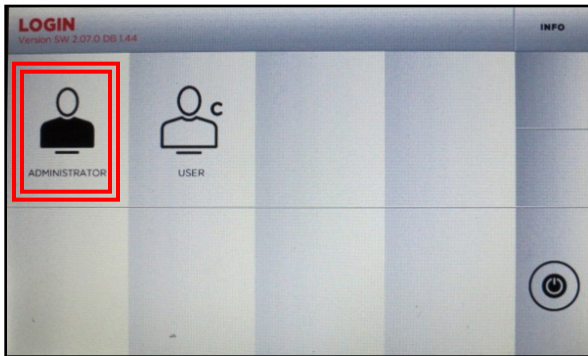 LOGIN
INFO
Version SW 2.07.0 DB 1.44
C
ADMINISTRATOR
USER